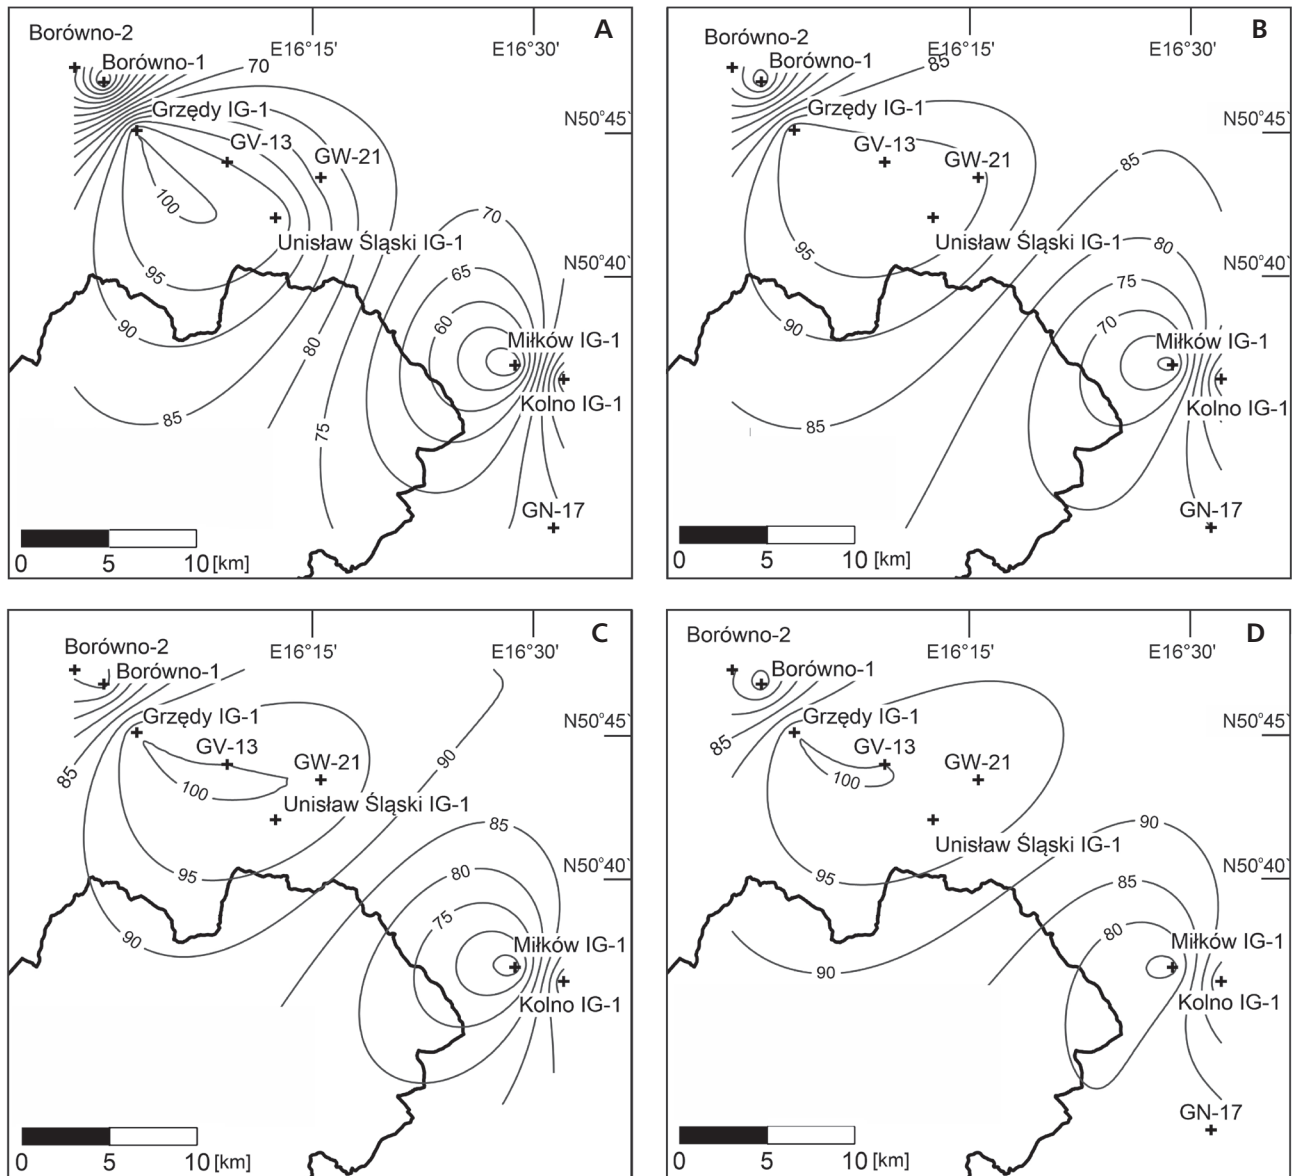 A
Borówno-2
E16°15'
E16°30'
Borówno-1
70
Grzędy IG-1
N50°45`
GV-13
GW-21
100
70
Unisław Śląski IG-1
95
65
N50°40`
90
60
80
Miłków IG-1
85
75
Kolno IG-1
GN-17
0 5 10 [km]
B
Borówno-2
E16°15'
E16°30'
Borówno-1
85
Grzędy IG-1
N50°45`
GV-13
GW-21
85
Unisław Śląski IG-1
80
95
75
N50°40`
90
70
Miłków IG-1
85
Kolno IG-1
GN-17
0 5 10 [km]
C
Borówno-2
E16°15'
E16°30'
Borówno-1
Grzędy IG-1
N50°45`
GV-13
GW-21
90
85
100
Unisław Śląski IG-1
85
95
80
N50°40`
75
90
Miłków IG-1
Kolno IG-1
0 5 10 [km]
D
Borówno-2
E16°15'
E16°30'
Borówno-1
Grzędy IG-1
N50°45`
85
GV-13
GW-21
100
90
Unisław Śląski IG-1
95
85
N50°40`
80
Miłków IG-1
90
Kolno IG-1
GN-17
0 5 10 [km]